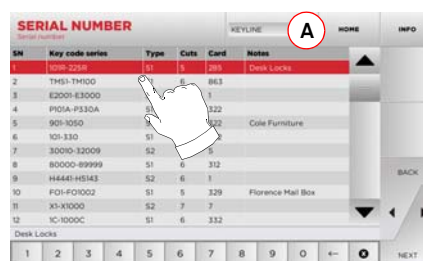 SERIAL NUMBER
Serial number
KEYLINE
A
HOME
INFO
SN Key code series Type Cuts Card Notes
1 101R-225R S1 5 285 Desk Locks
2 TMS1-TM100 6 863
3 E2001-E3000 1
4 P101A-P330A 322
5 901-1050 322 Cole Furniture
6 101-330 S1
7 30010-32009 S2 5
8 80000-89999 S1 6 312
9 H4441-H5143 S2 6 1
10 FO1-FO1002 S1 5 329 Florence Mail Box
11 X1-X1000 S2 7 7
12 1C-1000C S1 6 332
Desk Locks
BACK
1 2 3 4 5 6 7 8 9 0 ← X
NEXT